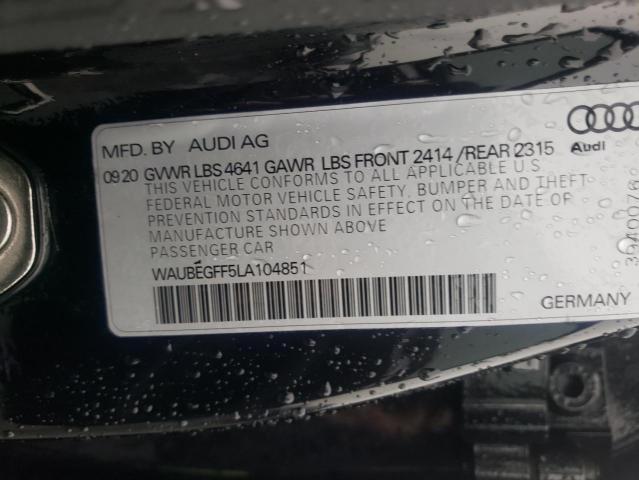 MFD. BY AUDI AG
09 20 GVWR LBS 4641 GAWR LBS FRONT 2414 / REAR 2315
THIS VEHICLE CONFORMS TO ALL APPLICABLE U.S.
FEDERAL MOTOR VEHICLE SAFETY, BUMPER AND THEFT
PREVENTION STANDARDS IN EFFECT ON THE DATE OF
MANUFACTURE SHOWN ABOVE
PASSENGER CAR
WAUBEGFF5LA104851
Audi
GERMANY